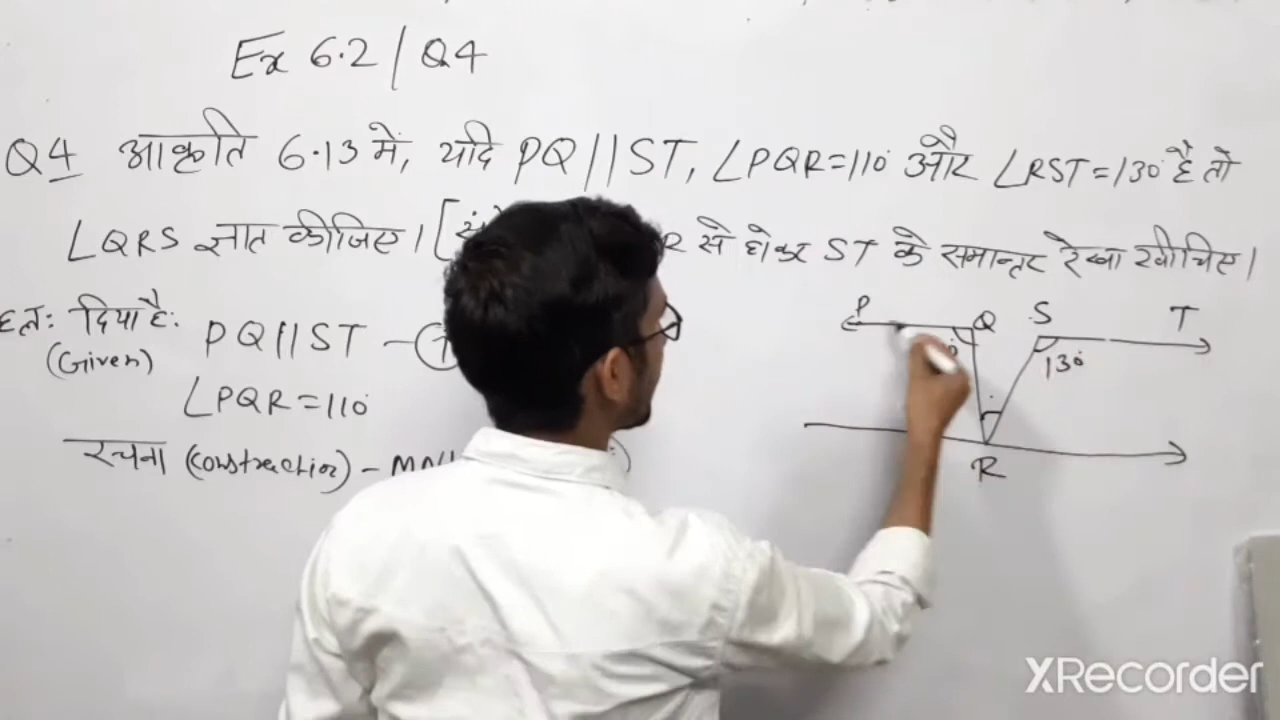 Ex 6.2 / Q4
Q4 आकृति 6.13 में, यदि PQ||ST, ∠PQR=110° और ∠RST=130° है तो
∠QRS ज्ञात कीजिए। [ R से होकर ST के समान्तर रेखा खीचिए।
हल: दिया है:
(Given)
PQ||ST - 1
∠PQR=110°
रचना (construction) - MN
P
Q
S
T
130°
R
XRecorder